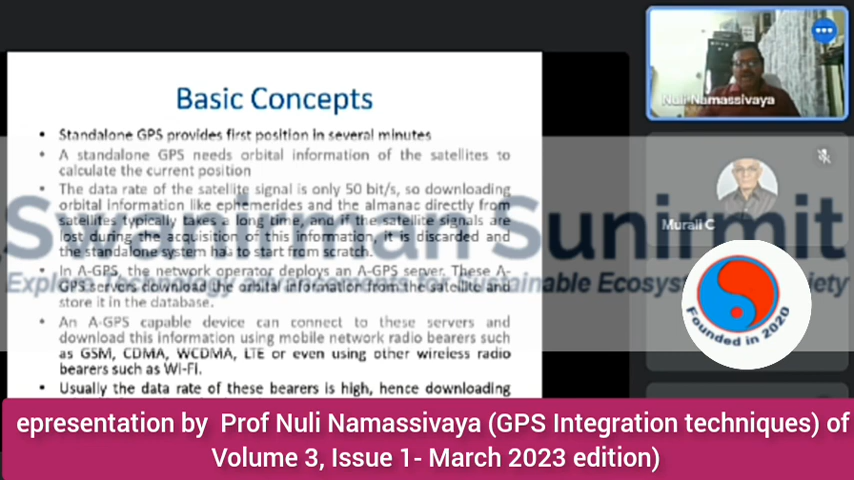 Basic Concepts
• Standalone GPS provides first position in several minutes
• A standalone GPS needs orbital information of the satellites to
calculate the current position
• The data rate of the satellite signal is only 50 bit/s, so downloading
orbital information like ephemerides and the almanac directly from
satellites typically takes a long time, and if the satellite signals are
lost during the acquisition of this information, it is discarded and
the standalone system has to start from scratch.
• In A-GPS, the network operator deploys an A-GPS server. These A-
GPS servers download the orbital information from the satellite and
store it in the database.
• An A-GPS capable device can connect to these servers and
download this information using mobile network radio bearers such
as GSM, CDMA, WCDMA, LTE or even using other wireless radio
bearers such as Wi-Fi.
• Usually the data rate of these bearers is high, hence downloading
Swanirman Sunirmit
Nuli Namassivaya
Murali C
Founded in 2020
epresentation by Prof Nuli Namassivaya (GPS Integration techniques) of
Volume 3, Issue 1- March 2023 edition)